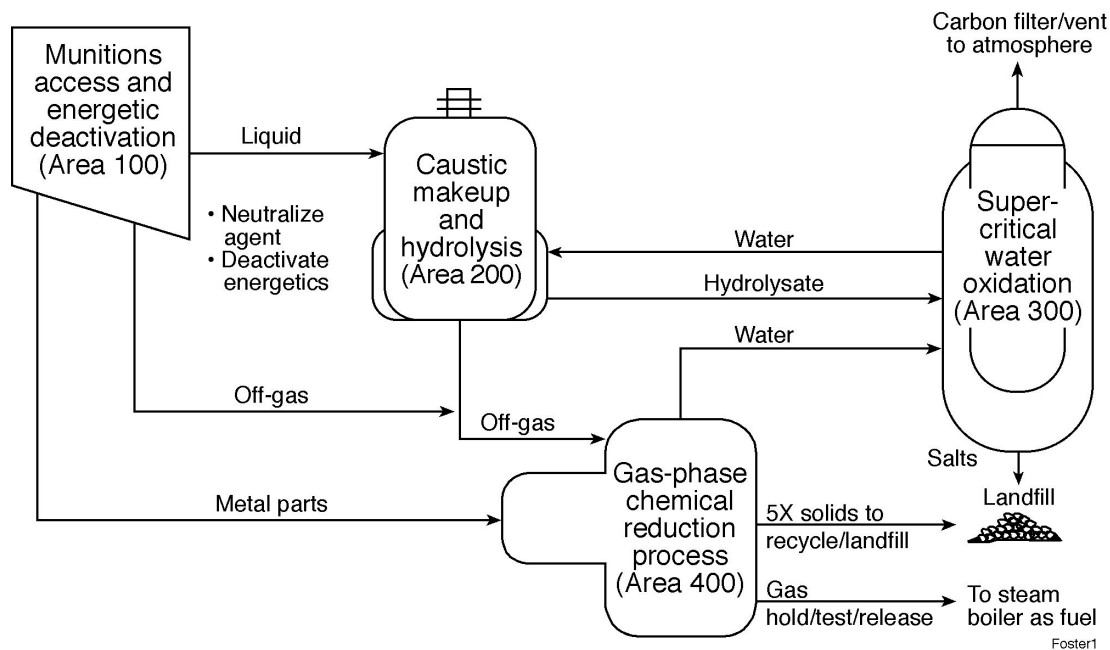 Carbon filter/vent
to atmosphere
Munitions
access and
energetic
deactivation
(Area 100)
Liquid
• Neutralize
agent
• Deactivate
energetics
Caustic
makeup
and
hydrolysis
(Area 200)
Water
Hydrolysate
Water
Super-
critical
water
oxidation
(Area 300)
Off-gas
Off-gas
Metal parts
Gas-phase
chemical
reduction
process
(Area 400)
Salts
Landfill
5X solids to
recycle/landfill
Gas
hold/test/release
To steam
boiler as fuel
Foster1